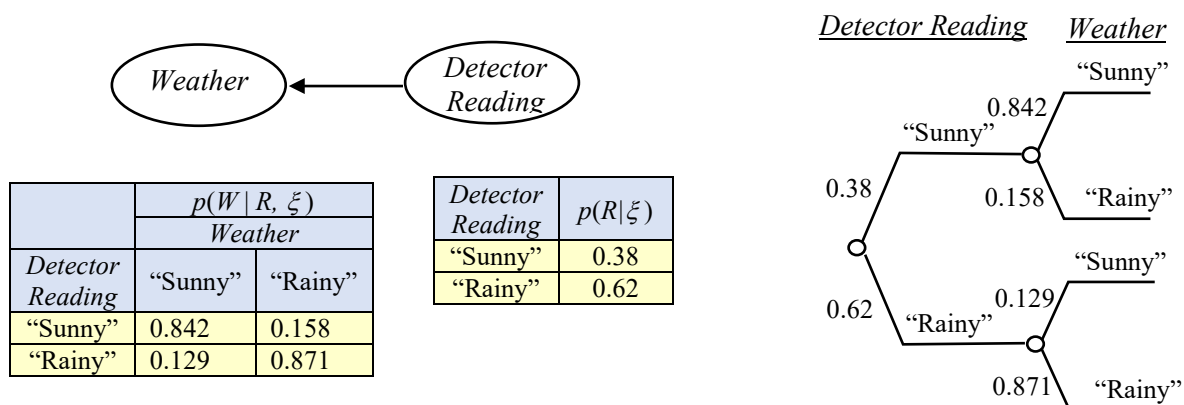 Weather
Detector
Reading
p(W | R, ξ)
Weather
Detector
Reading
“Sunny” “Rainy”
“Sunny” 0.842 0.158
“Rainy” 0.129 0.871
Detector
Reading
p(R|ξ)
“Sunny” 0.38
“Rainy” 0.62
Detector Reading Weather
“Sunny”
0.842
“Sunny”
0.38
0.158 “Rainy”
“Sunny”
0.129
0.62
“Rainy”
0.871 “Rainy”